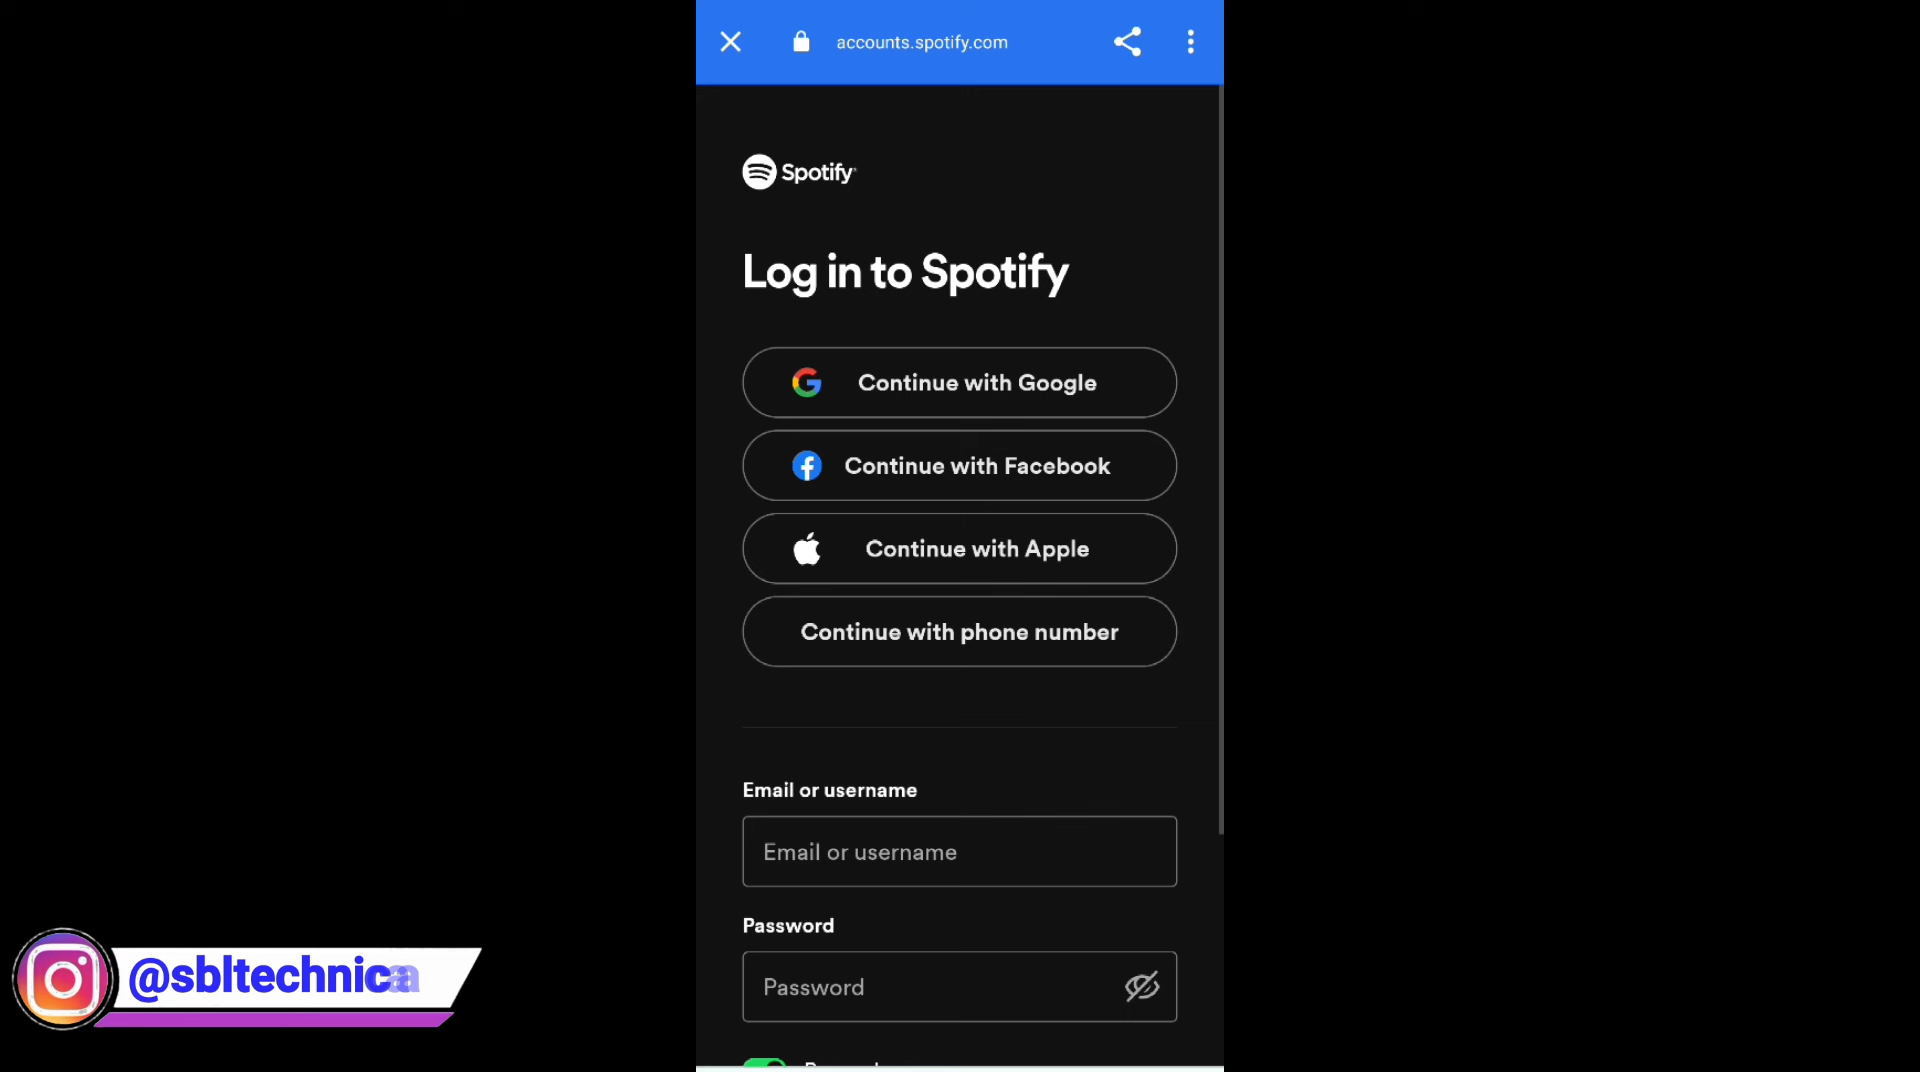 accounts.spotify.com
Spotify
Log in to Spotify
Continue with Google
Continue with Facebook
Continue with Apple
Continue with phone number
Email or username
Email or username
Password
Password
@sbltechnica